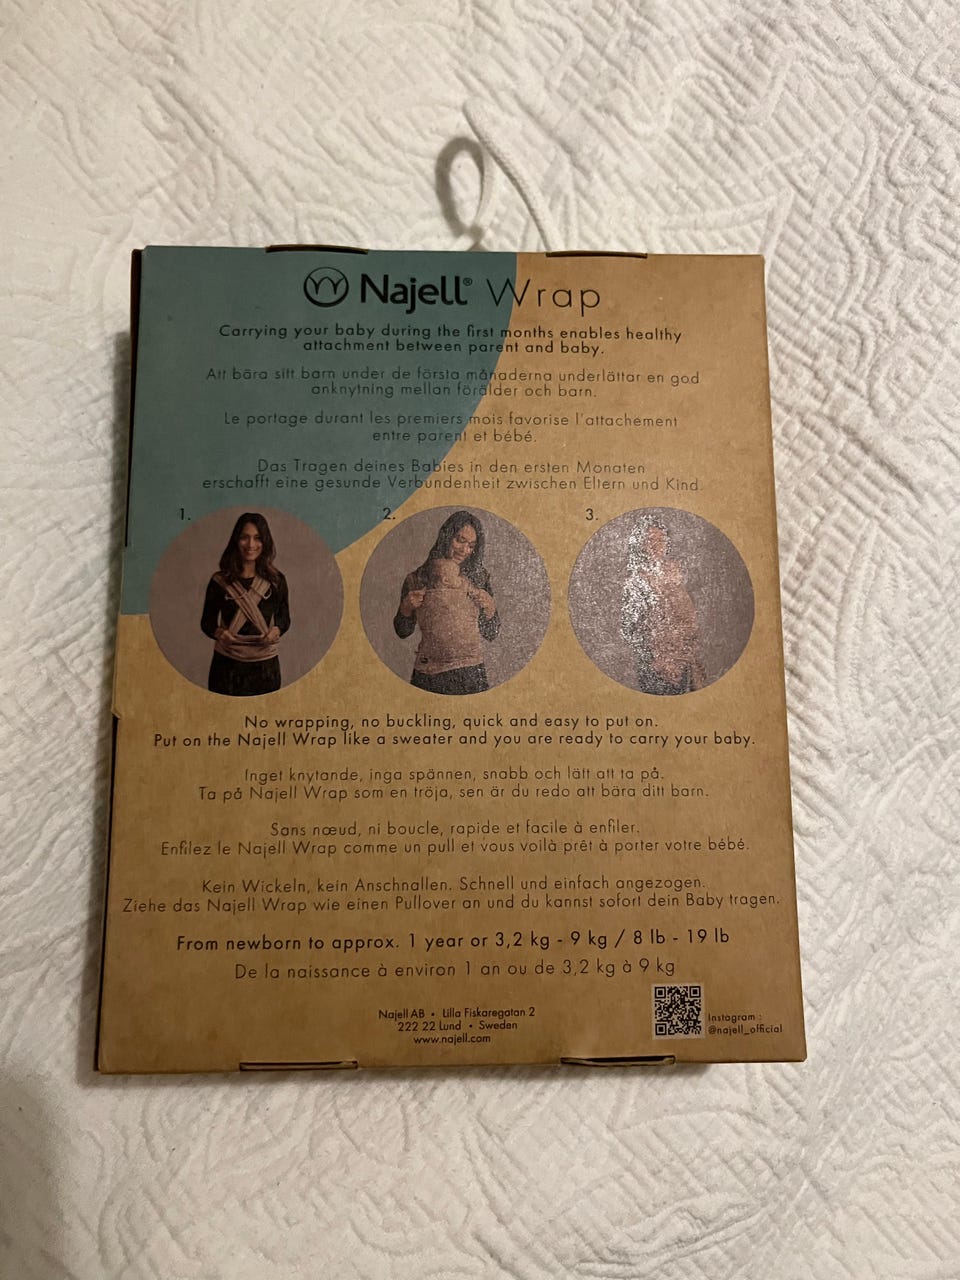 Najell® Wrap
Carrying your baby during the first months enables healthy
attachment between parent and baby.
Att bära sitt barn under de första månaderna underlättar en god
anknytning mellan förälder och barn.
Le portage durant les premiers mois favorise l'attachement
entre parent et bébé.
Das Tragen deines Babies in den ersten Monaten
erschafft eine gesunde Verbundenheit zwischen Eltern und Kind.
1.
2.
3.
No wrapping, no buckling, quick and easy to put on.
Put on the Najell Wrap like a sweater and you are ready to carry your baby.
Inget knytande, inga spännen, snabb och lätt att ta på.
Ta på Najell Wrap som en tröja, sen är du redo att bära ditt barn.
Sans nœud, ni boucle, rapide et facile à enfiler.
Enfilez le Najell Wrap comme un pull et vous voilà prêt à porter votre bébé.
Kein Wickeln, kein Anschnallen. Schnell und einfach angezogen.
Ziehe das Najell Wrap wie einen Pullover an und du kannst sofort dein Baby tragen.
From newborn to approx. 1 year or 3,2 kg - 9 kg / 8 lb - 19 lb
De la naissance à environ 1 an ou de 3,2 kg à 9 kg
Najell AB • Lilla Fiskaregatan 2
222 22 Lund • Sweden
www.najell.com
Instagram :
@najell_official